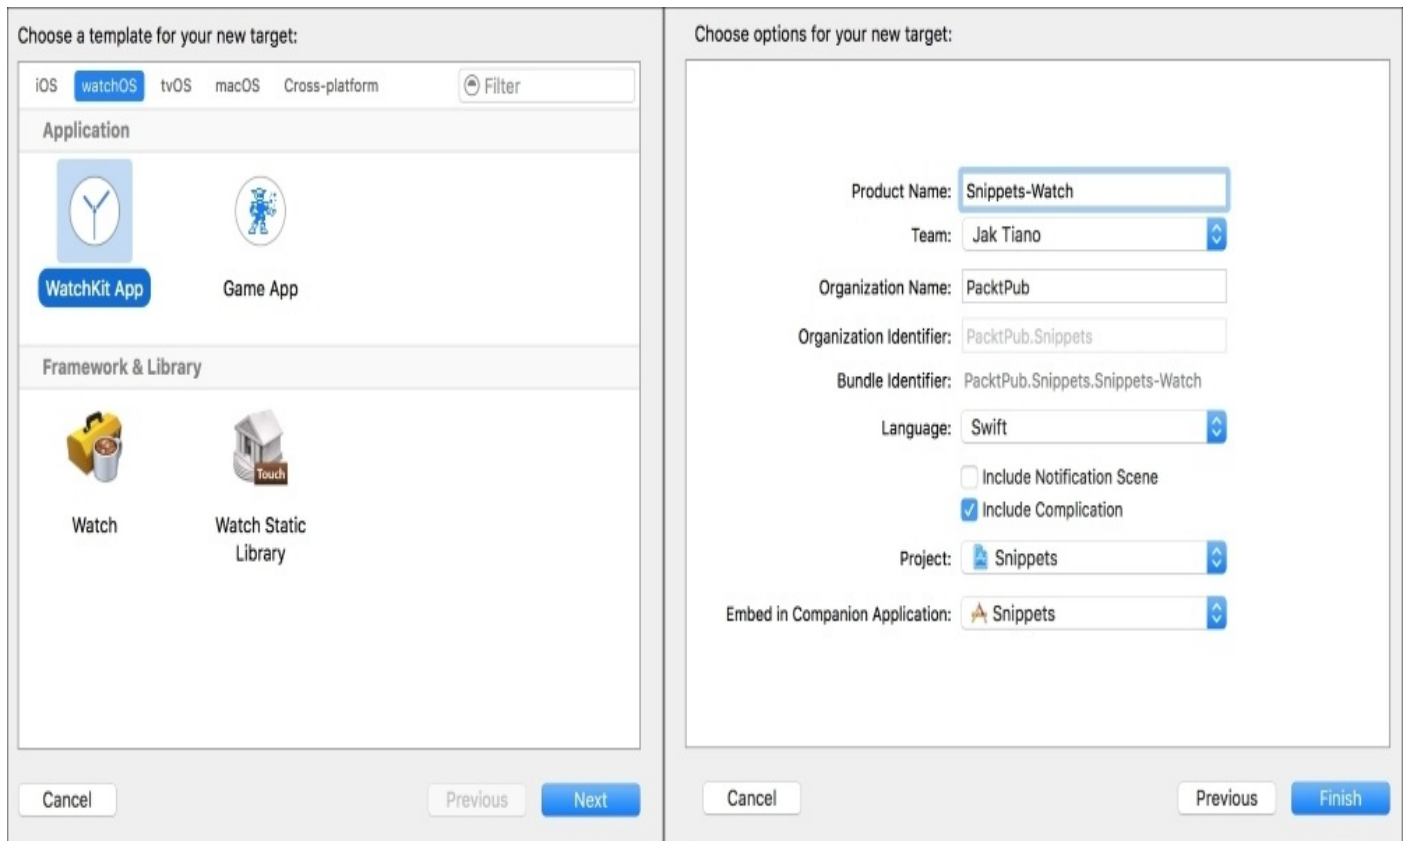 Choose a template for your new target:
iOS watchOS tvOS macOS Cross-platform Filter
Application
WatchKit App Game App
Framework & Library
Touch
Watch Watch Static
Library
Cancel Previous Next
Choose options for your new target:
Product Name: Snippets-Watch
Team: Jak Tiano
Organization Name: PacktPub
Organization Identifier: PacktPub.Snippets
Bundle Identifier: PacktPub.Snippets.Snippets-Watch
Language: Swift
Include Notification Scene
Include Complication
Project: Snippets
Embed in Companion Application: Snippets
Cancel Previous Finish